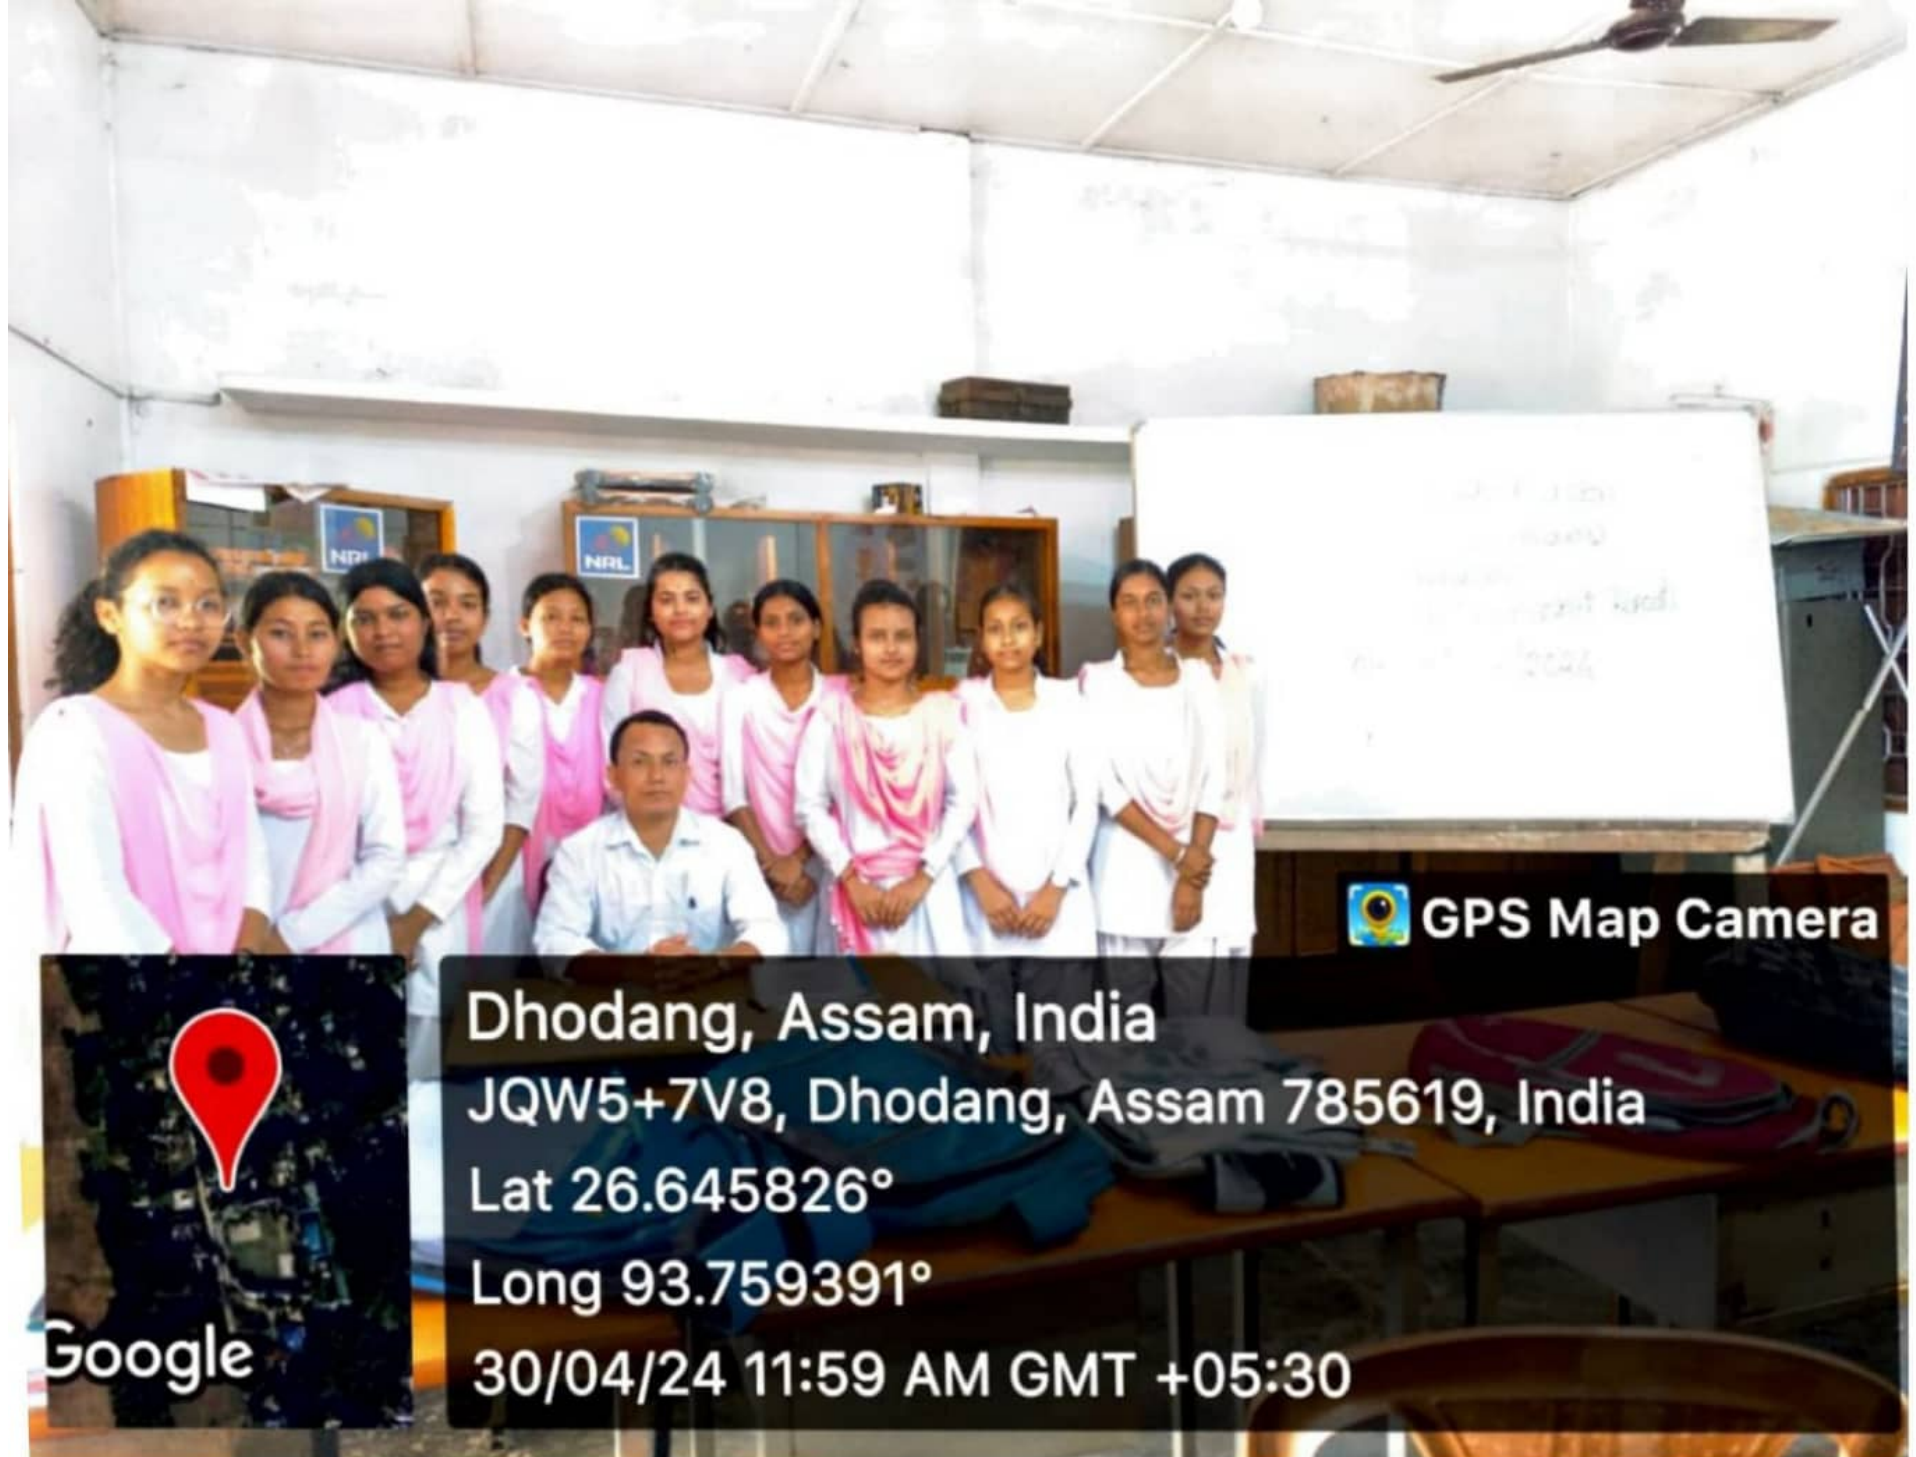 NRL
NRL
GPS Map Camera
Dhodang, Assam, India
JQW5+7V8, Dhodang, Assam 785619, India
Lat 26.645826°
Long 93.759391°
30/04/24 11:59 AM GMT +05:30
Google